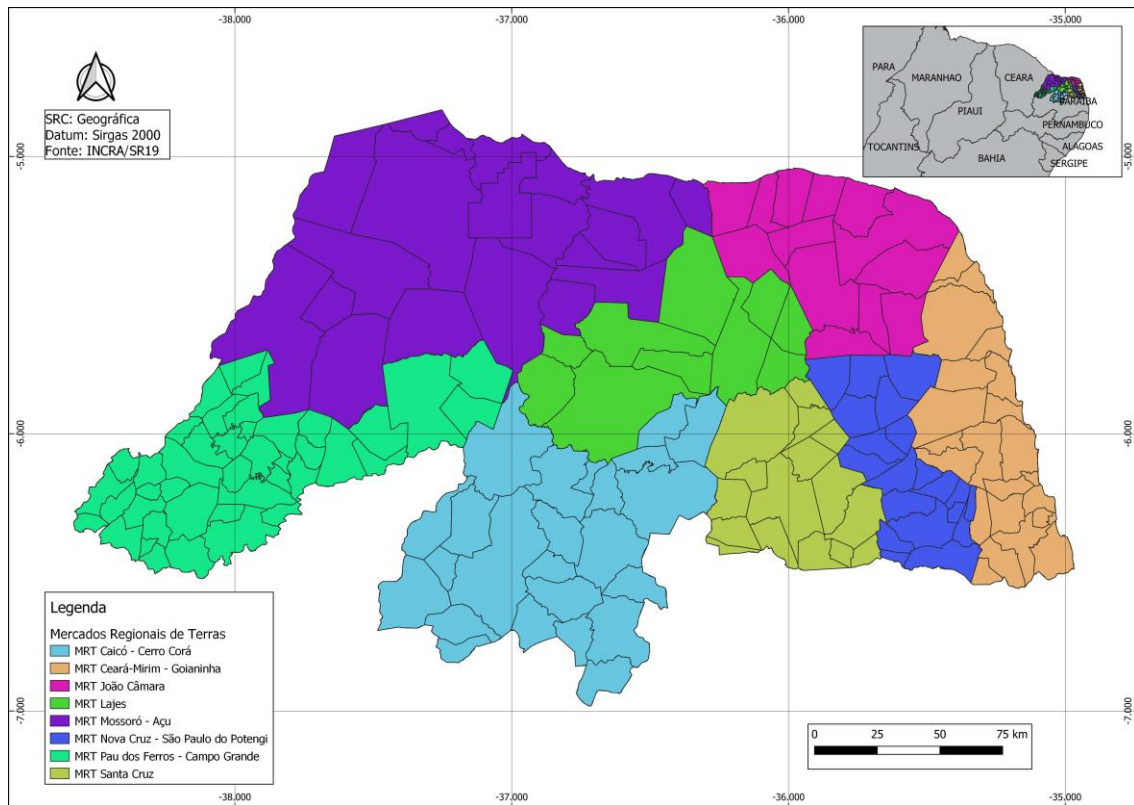 -38.000
-37.000
-36.000
-35.000
SRC: Geográfica
Datum: Sirgas 2000
Fonte: INCRA/SR19
PARA
MARANHAO
CEARA
PARAIBA
PIAUI
PERNAMBUCO
TOCANTINS
ALAGOAS
BAHIA
SERGIPE
-5.000
-5.000
-6.000
-6.000
-7.000
-7.000
Legenda
Mercados Regionais de Terras
MRT Caicó - Cerro Corá
MRT Ceará-Mirim - Goianinha
MRT João Câmara
MRT Lajes
MRT Mossoró - Açu
MRT Nova Cruz - São Paulo do Potengi
MRT Pau dos Ferros - Campo Grande
MRT Santa Cruz
0 25 50 75 km
-38.000
-37.000
-36.000
-35.000